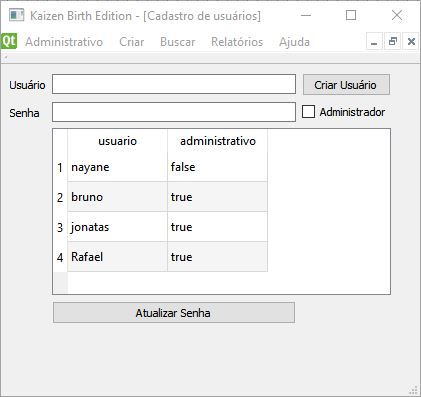 Kaizen Birth Edition - [Cadastro de usuários]
Qt Administrativo Criar Buscar Relatórios Ajuda
Usuário Criar Usuário
Senha Administrador
usuario administrativo
1 nayane false
2 bruno true
3 jonatas true
4 Rafael true
Atualizar Senha